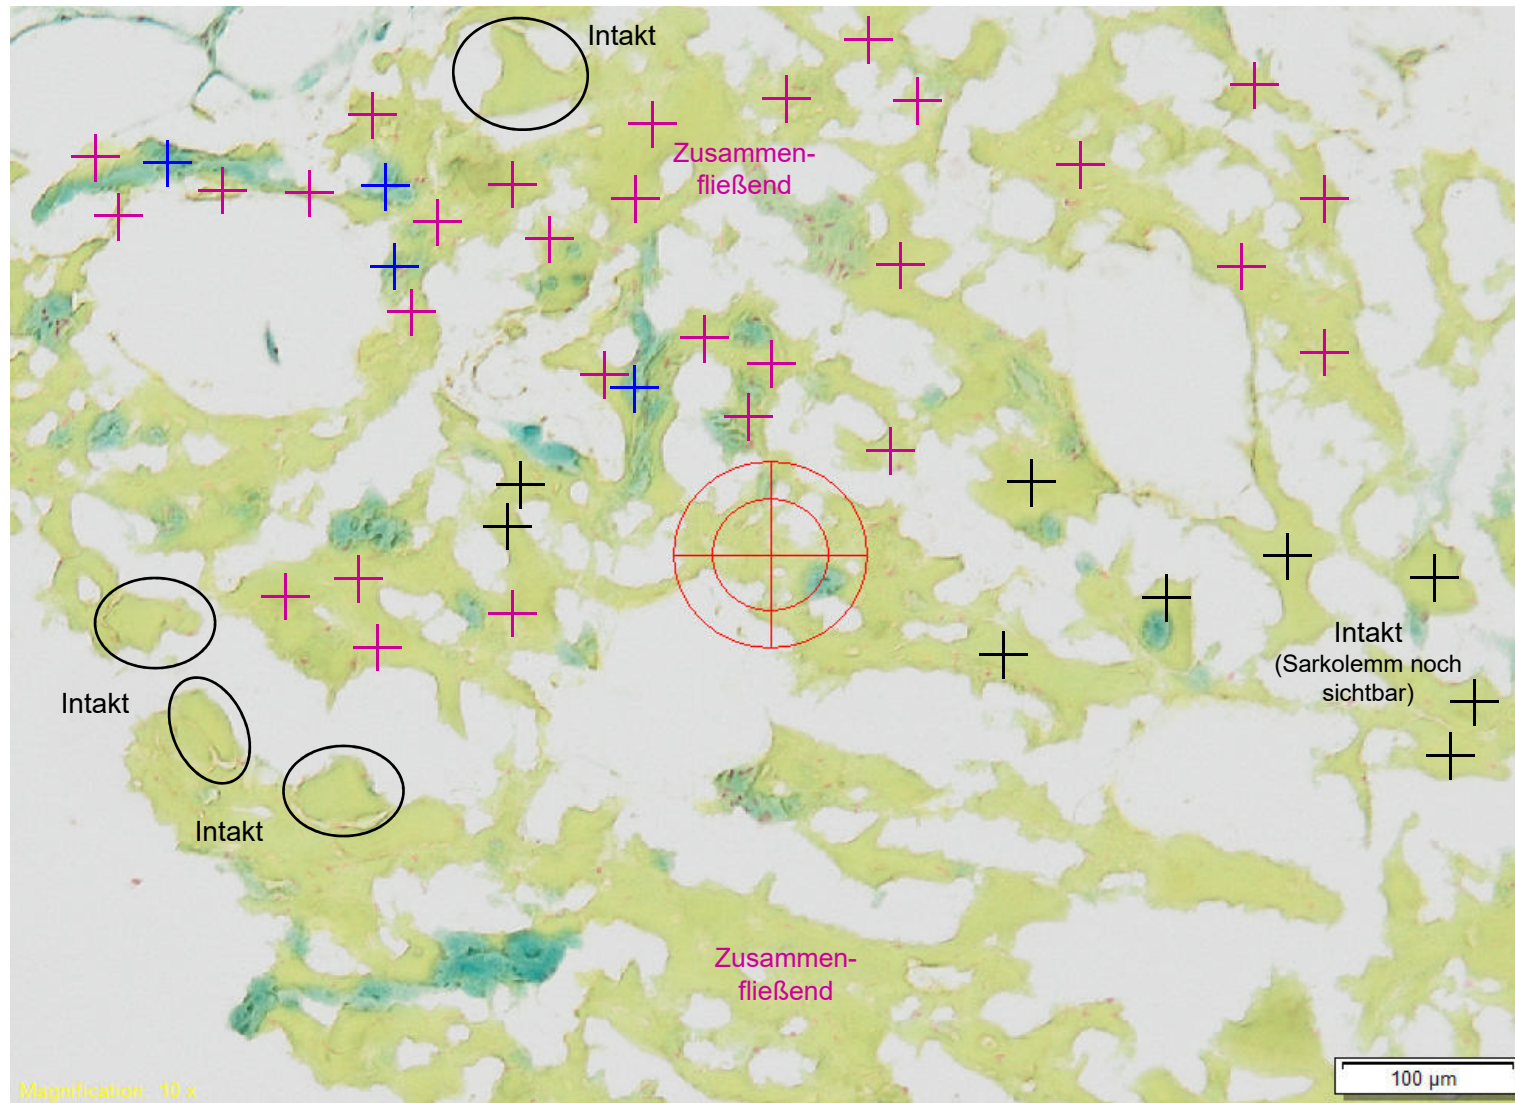 Intakt
Zusammen-
fließend
Intakt
(Sarkolemm noch
sichtbar)
Intakt
Intakt
Zusammen-
fließend
100 µm
Magnification: 10 x